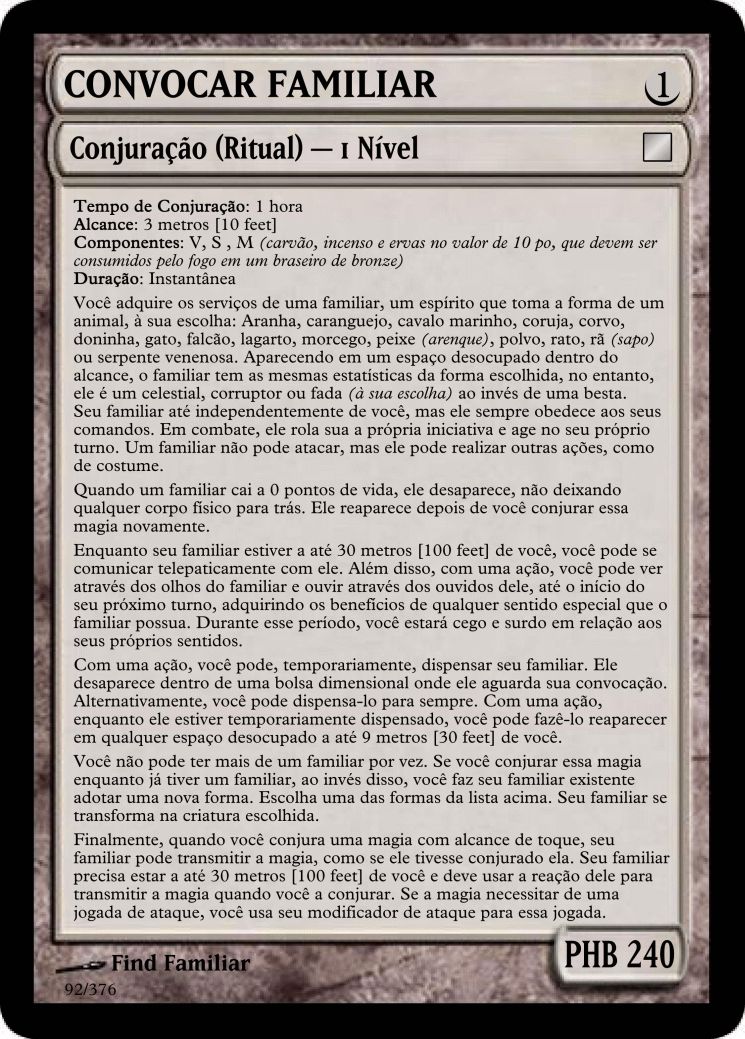 CONVOCAR FAMILIAR
1
Conjuração (Ritual) — 1 Nível
Tempo de Conjuração: 1 hora
Alcance: 3 metros [10 feet]
Componentes: V, S , M (carvão, incenso e ervas no valor de 10 po, que devem ser
consumidos pelo fogo em um braseiro de bronze)
Duração: Instantânea
Você adquire os serviços de uma familiar, um espírito que toma a forma de um
animal, à sua escolha: Aranha, caranguejo, cavalo marinho, coruja, corvo,
doninha, gato, falcão, lagarto, morcego, peixe (arenque), polvo, rato, rã (sapo)
ou serpente venenosa. Aparecendo em um espaço desocupado dentro do
alcance, o familiar tem as mesmas estatísticas da forma escolhida, no entanto,
ele é um celestial, corruptor ou fada (à sua escolha) ao invés de uma besta.
Seu familiar até independentemente de você, mas ele sempre obedece aos seus
comandos. Em combate, ele rola sua a própria iniciativa e age no seu próprio
turno. Um familiar não pode atacar, mas ele pode realizar outras ações, como
de costume.
Quando um familiar cai a 0 pontos de vida, ele desaparece, não deixando
qualquer corpo físico para trás. Ele reaparece depois de você conjurar essa
magia novamente.
Enquanto seu familiar estiver a até 30 metros [100 feet] de você, você pode se
comunicar telepaticamente com ele. Além disso, com uma ação, você pode ver
através dos olhos do familiar e ouvir através dos ouvidos dele, até o início do
seu próximo turno, adquirindo os benefícios de qualquer sentido especial que o
familiar possua. Durante esse período, você estará cego e surdo em relação aos
seus próprios sentidos.
Com uma ação, você pode, temporariamente, dispensar seu familiar. Ele
desaparece dentro de uma bolsa dimensional onde ele aguarda sua convocação.
Alternativamente, você pode dispensa-lo para sempre. Com uma ação,
enquanto ele estiver temporariamente dispensado, você pode fazê-lo reaparecer
em qualquer espaço desocupado a até 9 metros [30 feet] de você.
Você não pode ter mais de um familiar por vez. Se você conjurar essa magia
enquanto já tiver um familiar, ao invés disso, você faz seu familiar existente
adotar uma nova forma. Escolha uma das formas da lista acima. Seu familiar se
transforma na criatura escolhida.
Finalmente, quando você conjura uma magia com alcance de toque, seu
familiar pode transmitir a magia, como se ele tivesse conjurado ela. Seu familiar
precisa estar a até 30 metros [100 feet] de você e deve usar a reação dele para
transmitir a magia quando você a conjurar. Se a magia necessitar de uma
jogada de ataque, você usa seu modificador de ataque para essa jogada.
PHB 240
Find Familiar
92/376